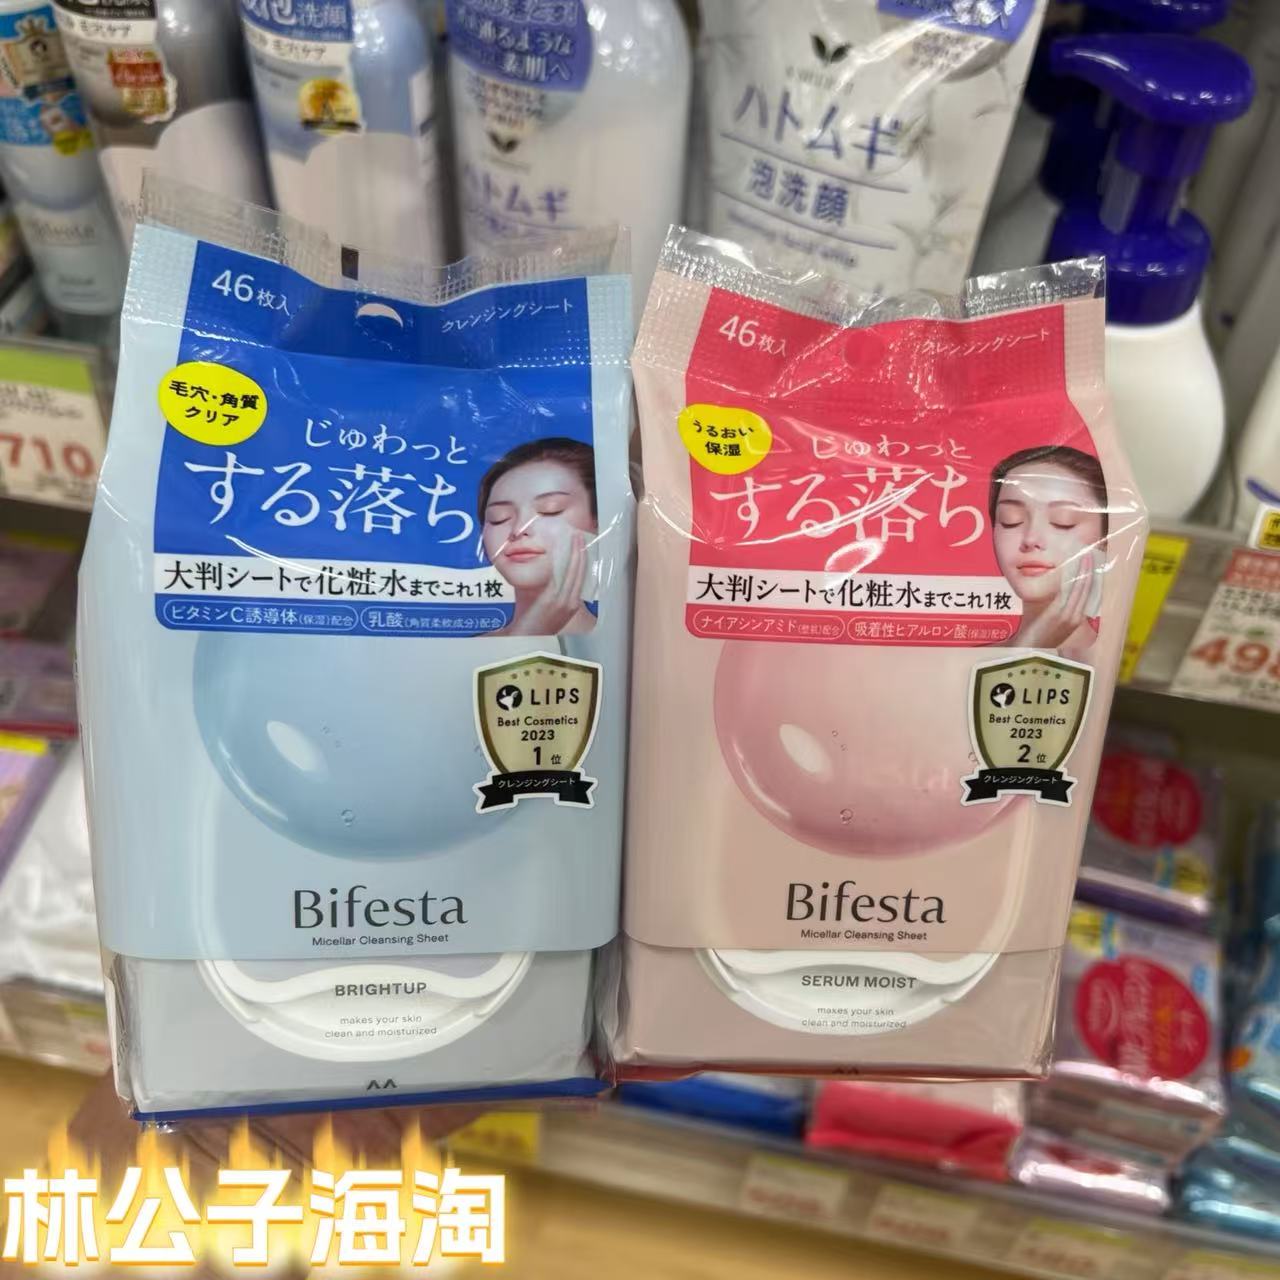 ハトムギ
泡洗顔
ハトムギ
46枚入
クレンジングシート
毛穴・角質
クリア
じゅわっと
する落ち
大判シートで化粧水までこれ1枚
ビタミンC誘導体(保湿)配合
乳酸(角質柔軟成分)配合
LIPS
Best Cosmetics
2023
1位
クレンジングシート
Bifesta
Micellar Cleansing Sheet
BRIGHTUP
makes your skin
clean and moisturized
46枚入
クレンジングシート
うるおい
保湿
じゅわっと
する落ち
大判シートで化粧水までこれ1枚
ナイアシンアミド(整肌)配合
吸着性ヒアルロン酸(保湿)配合
LIPS
Best Cosmetics
2023
2位
クレンジングシート
Bifesta
Micellar Cleansing Sheet
SERUM MOIST
makes your skin
clean and moisturized
710
498
林公子海淘